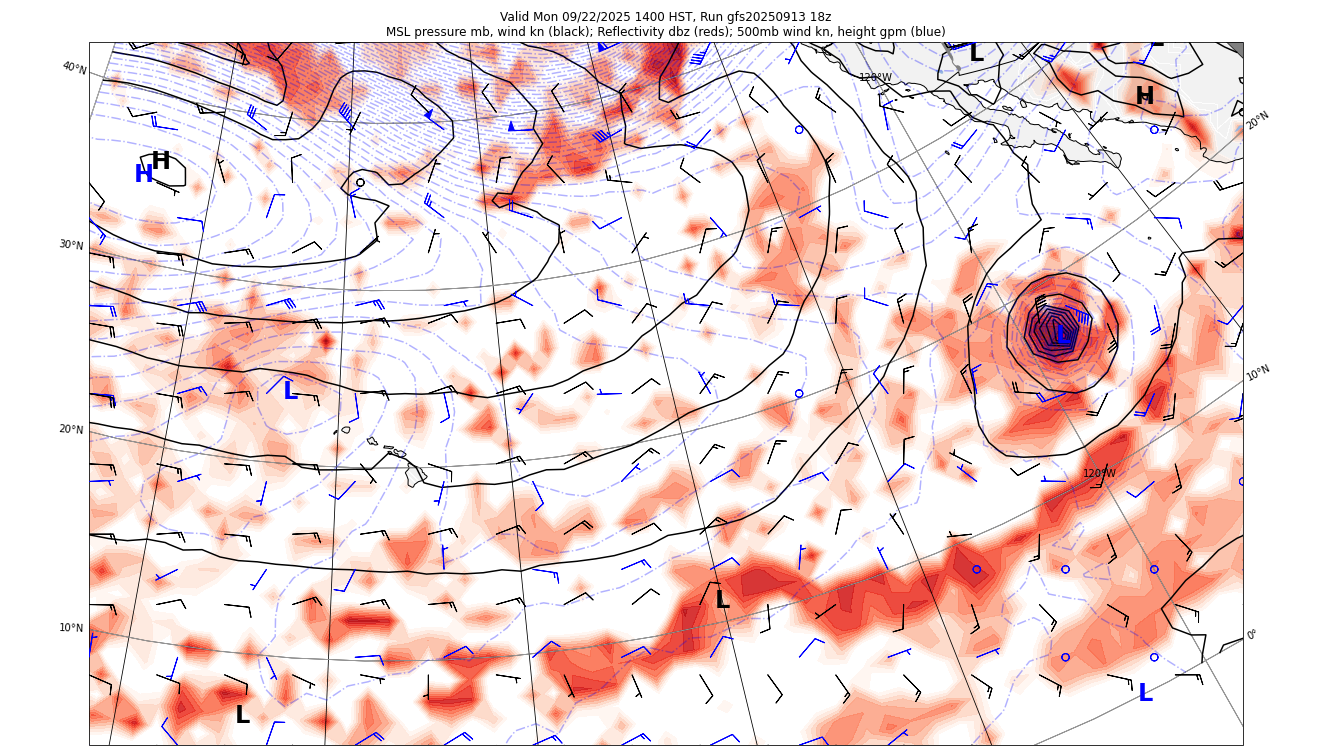 Valid Mon 09/22/2025 1400 HST, Run gfs20250913 18z
MSL pressure mb, wind kn (black); Reflectivity dbz (reds); 500mb wind kn, height gpm (blue)
L
40°N
120°W
H
20°N
H
H
30°N
L
10°N
L
20°N
120°W
L
10°N
0°
L
L